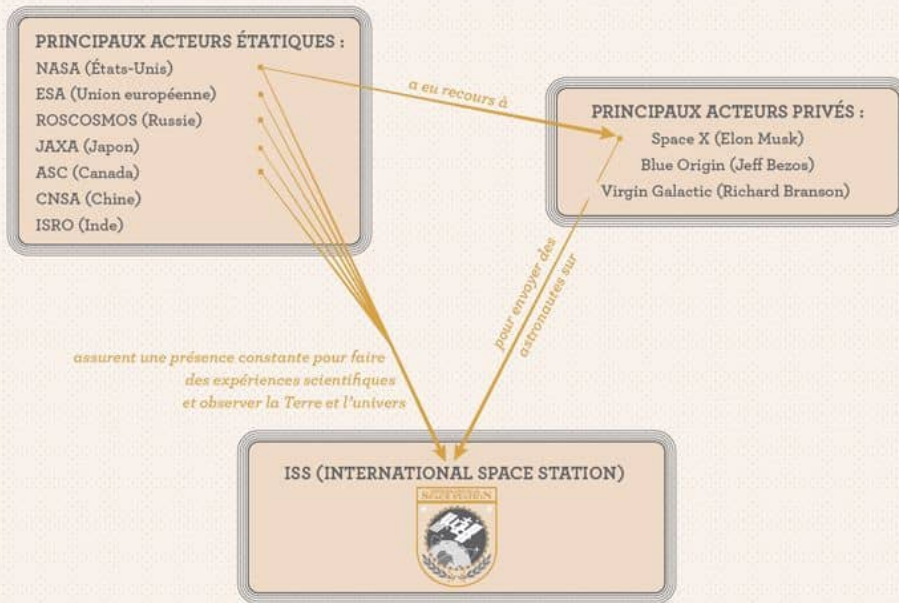 PRINCIPAUX ACTEURS ÉTATIQUES :
NASA (États-Unis)
ESA (Union européenne)
ROSCOSMOS (Russie)
JAXA (Japon)
ASC (Canada)
CNSA (Chine)
ISRO (Inde)
a eu recours à
PRINCIPAUX ACTEURS PRIVÉS :
Space X (Elon Musk)
Blue Origin (Jeff Bezos)
Virgin Galactic (Richard Branson)
pour envoyer des
astronautes sur
assurent une présence constante pour faire
des expériences scientifiques
et observer la Terre et l'univers
ISS (INTERNATIONAL SPACE STATION)
SPACE STATION